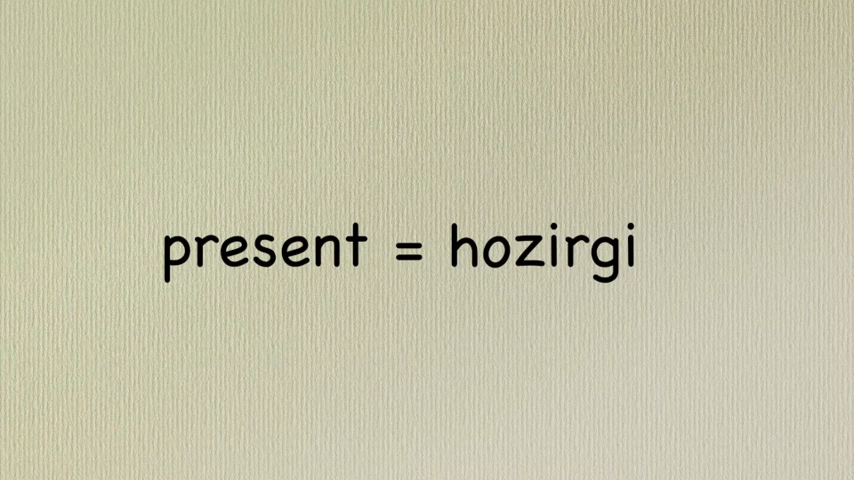 present = hozirgi